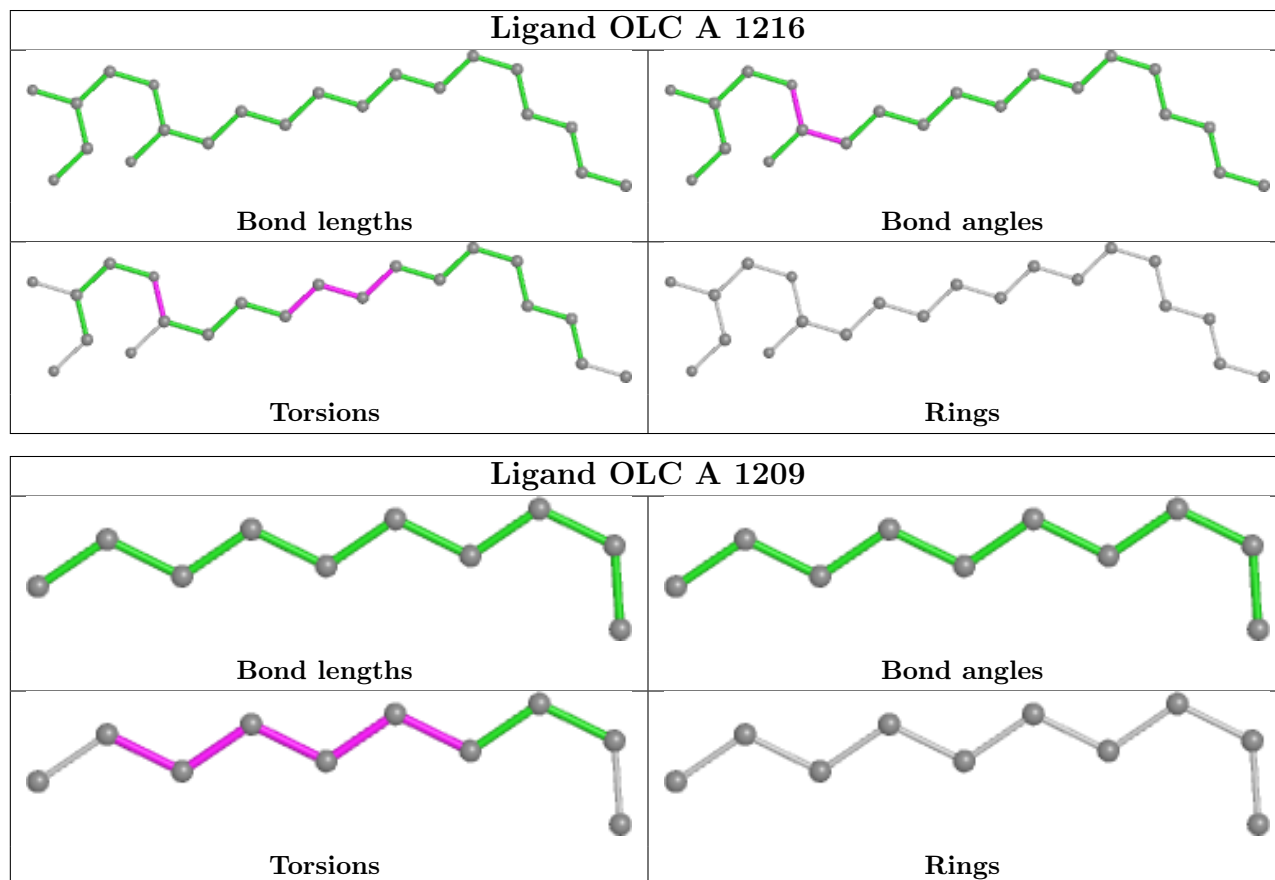 Ligand OLC A 1216
Bond lengths Bond angles
Torsions Rings
Ligand OLC A 1209
Bond lengths Bond angles
Torsions Rings